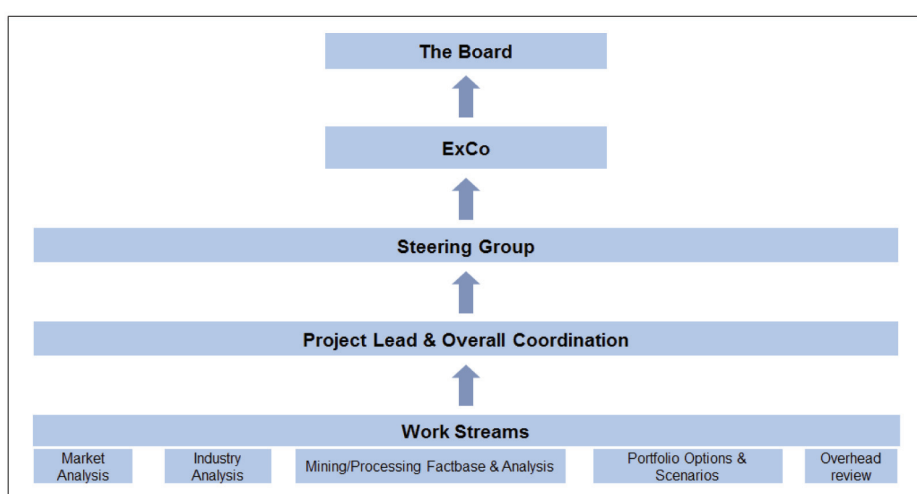 The Board
ExCo
Steering Group
Project Lead & Overall Coordination
Work Streams
Market
Analysis
Industry
Analysis
Mining/Processing Factbase & Analysis
Portfolio Options &
Scenarios
Overhead
review